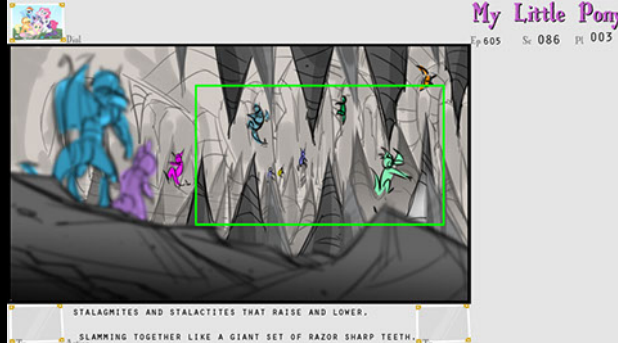 My Little Pony
Dial
Ep 605 Sc 086 Pl 003
STALAGMITES AND STALACTITES THAT RAISE AND LOWER.
SLAMMING TOGETHER LIKE A GIANT SET OF RAZOR SHARP TEETH.